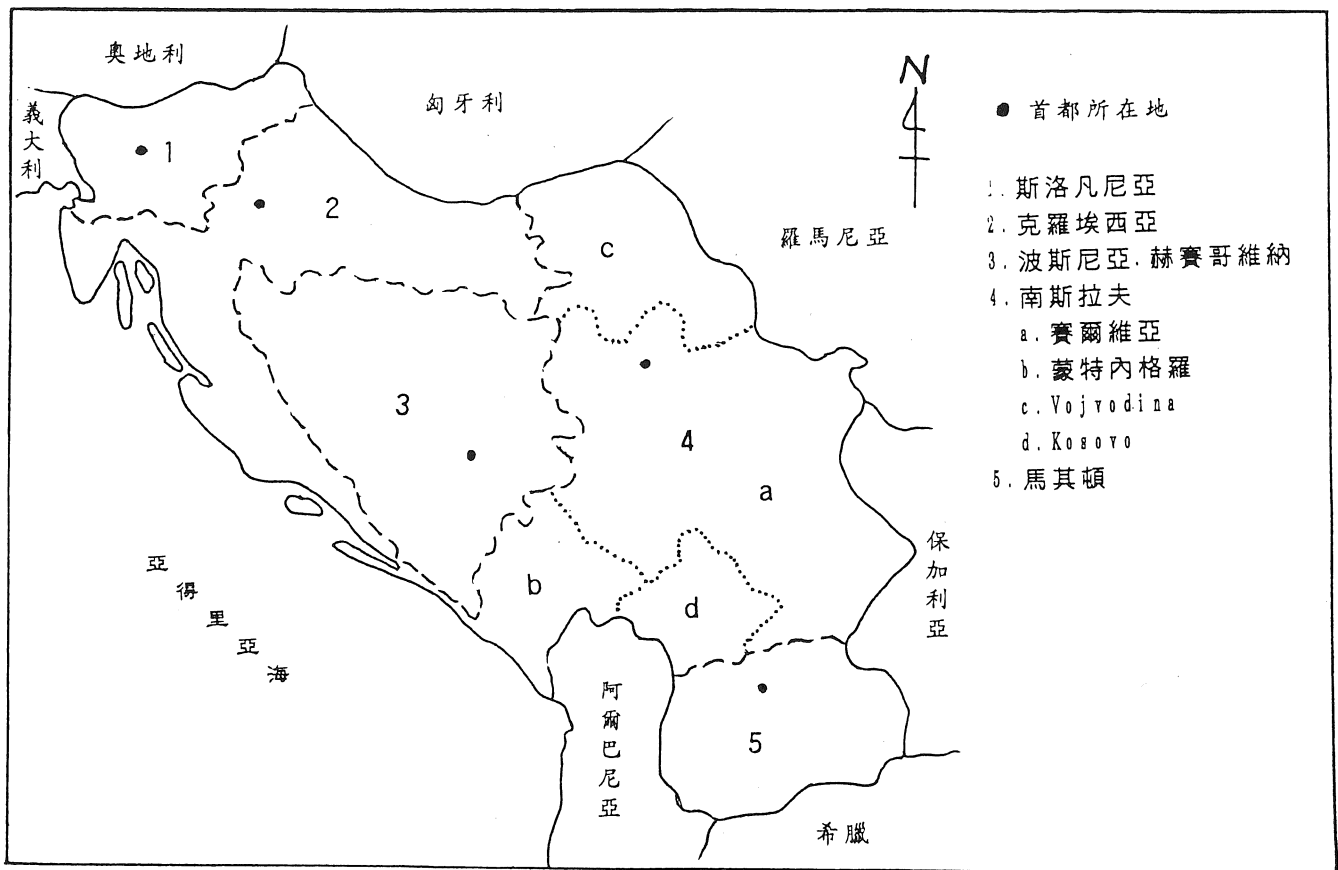 奧地利
匈牙利
義大利
羅馬尼亞
保加利亞
阿爾巴尼亞
希臘
亞得里亞海
N
1
2
3
4
5
a
b
c
d
● 首都所在地
1. 斯洛凡尼亞
2. 克羅埃西亞
3. 波斯尼亞.赫賽哥維納
4. 南斯拉夫
a. 賽爾維亞
b. 蒙特內格羅
c. Vojvodina
d. Kosovo
5. 馬其頓